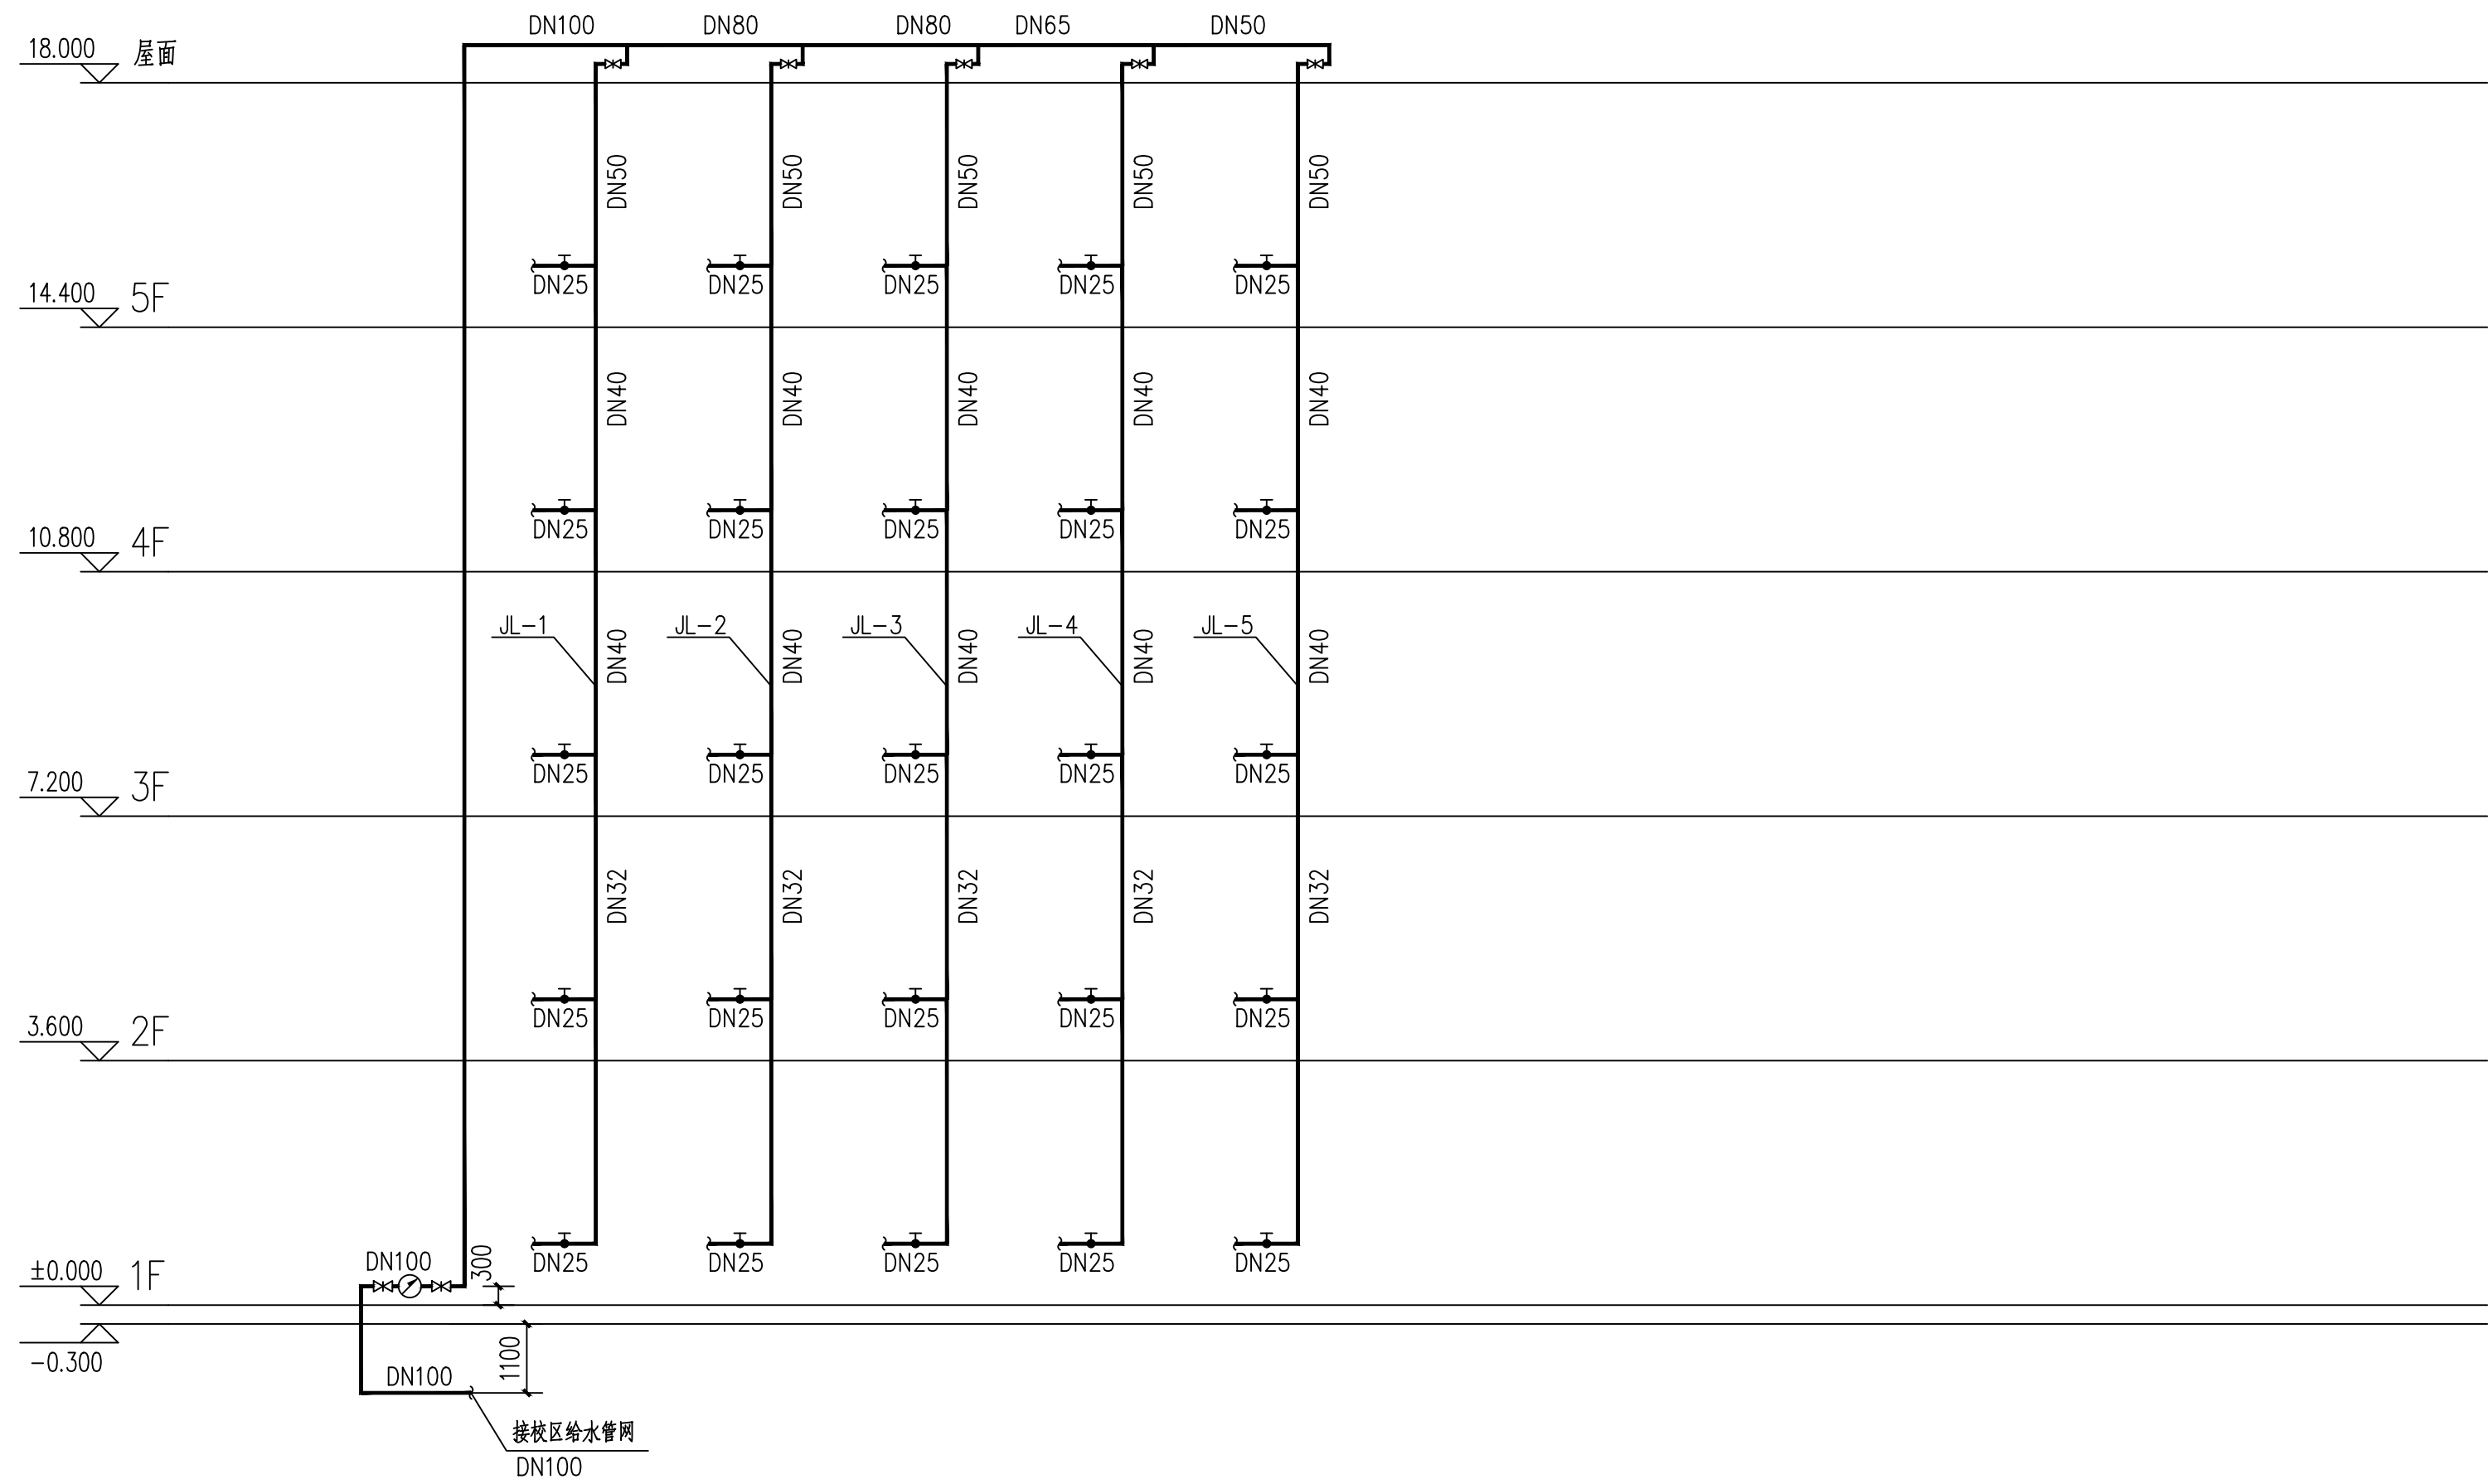 DN100 DN80 DN80 DN65 DN50
18.000 屋面
DN50 DN50 DN50 DN50 DN50
DN25 DN25 DN25 DN25 DN25
14.400 5F
DN40 DN40 DN40 DN40 DN40
DN25 DN25 DN25 DN25 DN25
10.800 4F
JL-1 JL-2 JL-3 JL-4 JL-5
DN40 DN40 DN40 DN40 DN40
DN25 DN25 DN25 DN25 DN25
7.200 3F
DN32 DN32 DN32 DN32 DN32
DN25 DN25 DN25 DN25 DN25
3.600 2F
DN25 DN25 DN25 DN25 DN25
±0.000 1F DN100 300
-0.300 1100
DN100
接校区给水管网
DN100